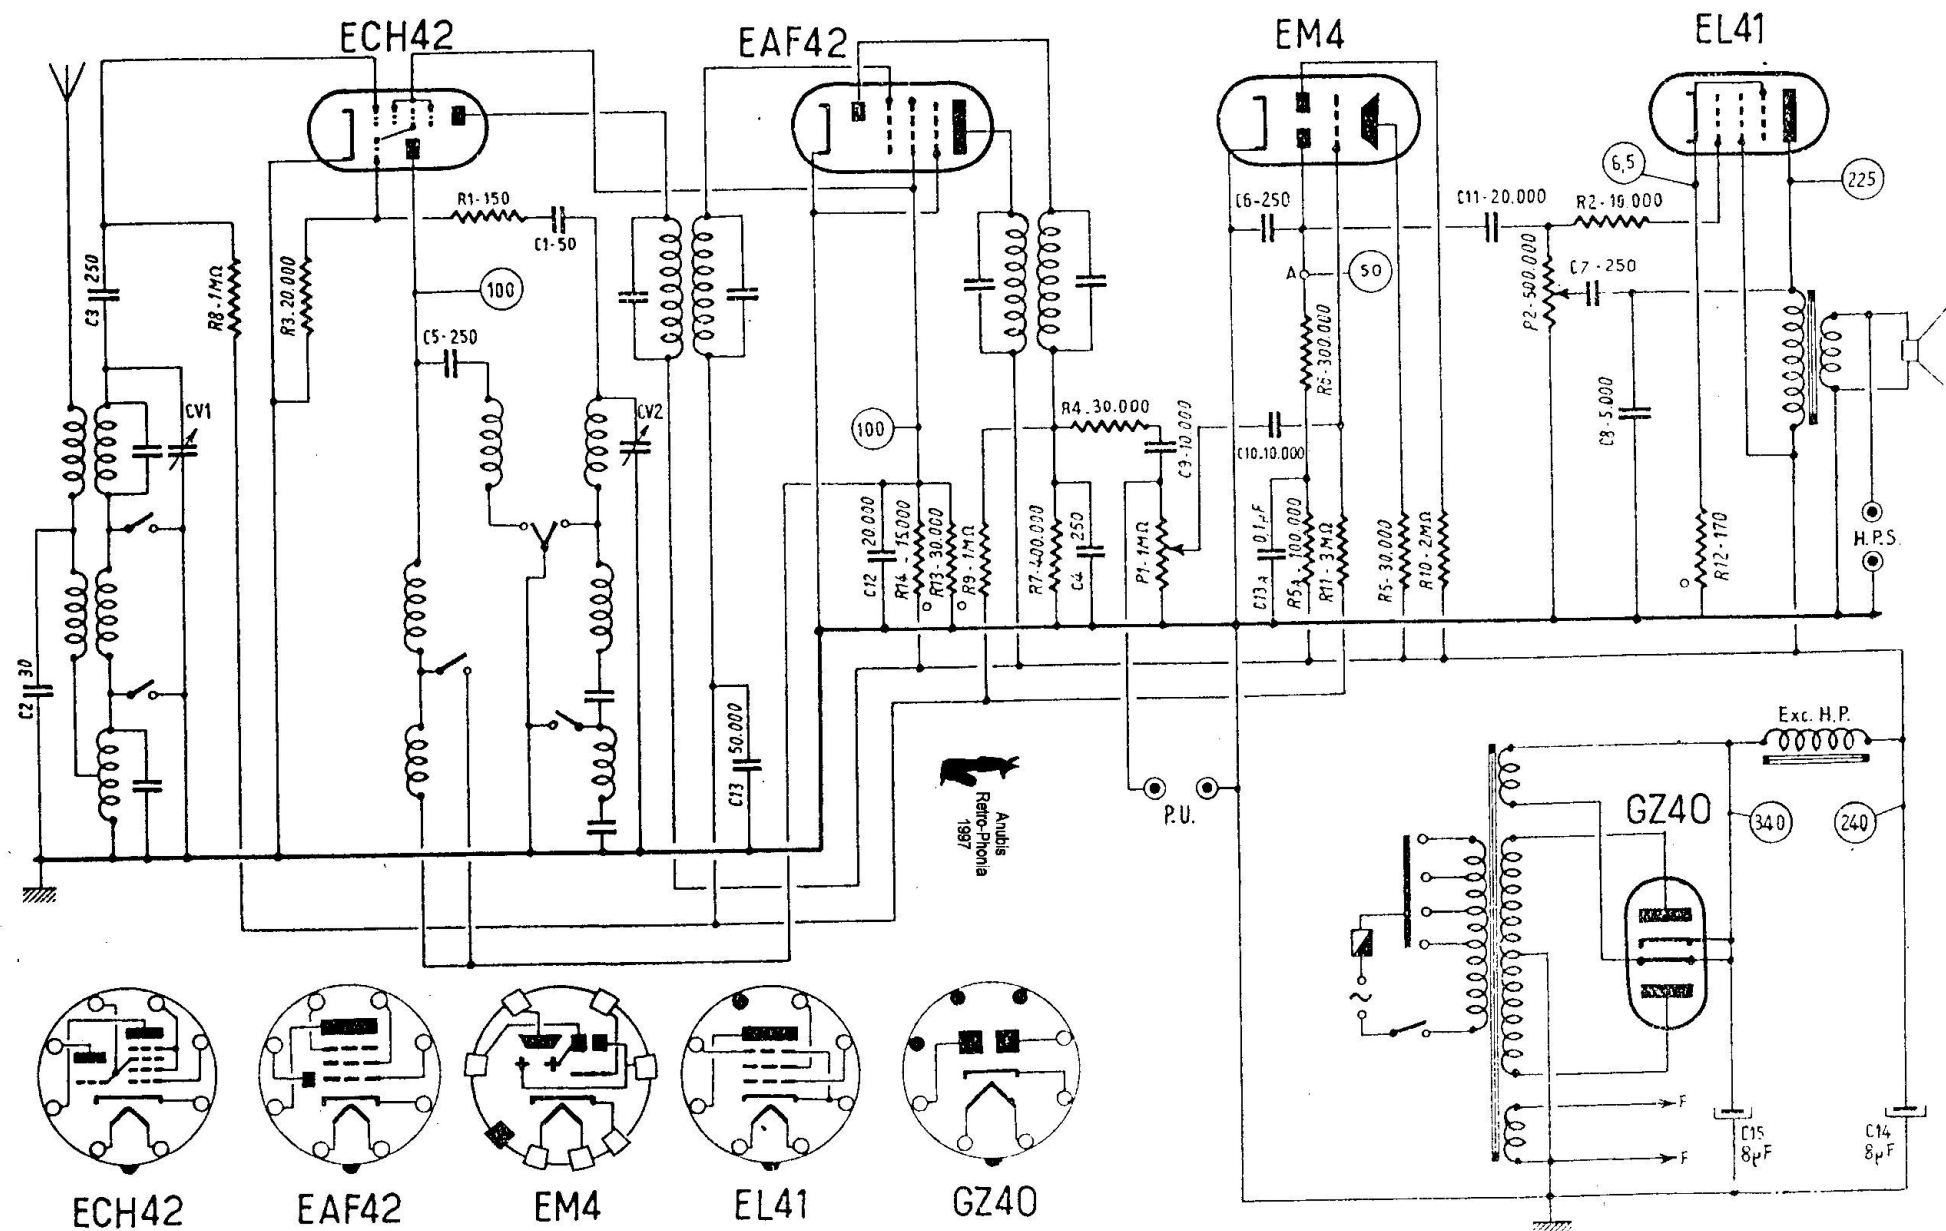 ECH42
EAF42
EM4
EL41
6,5
225
R1-150
C1-50
C6-250
C11-20.000
R2-10.000
C3 250
R8-1MΩ
R3.20.000
100
A
50
P2-500.000
C7-250
C5-250
R6-300.000
CV1
CV2
C8-5.000
100
R4.30.000
C9-10.000
C10.10.000
H.P.S.
C12 20.000
R14 - 15.000
R13-30.000
R9-1MΩ
R7-400.000
C4 250
P1-1MΩ
C13A 0,1µF
R5A 100.000
R11-3MΩ
R5-30.000
R10-2MΩ
R12-170
C2 30
C13 50.000
Exc. H.P.
Anubis
Retro-Phonia
1997
P.U.
GZ40
340
240
~
F
F
C15
8µF
C14
8µF
ECH42
EAF42
EM4
EL41
GZ40